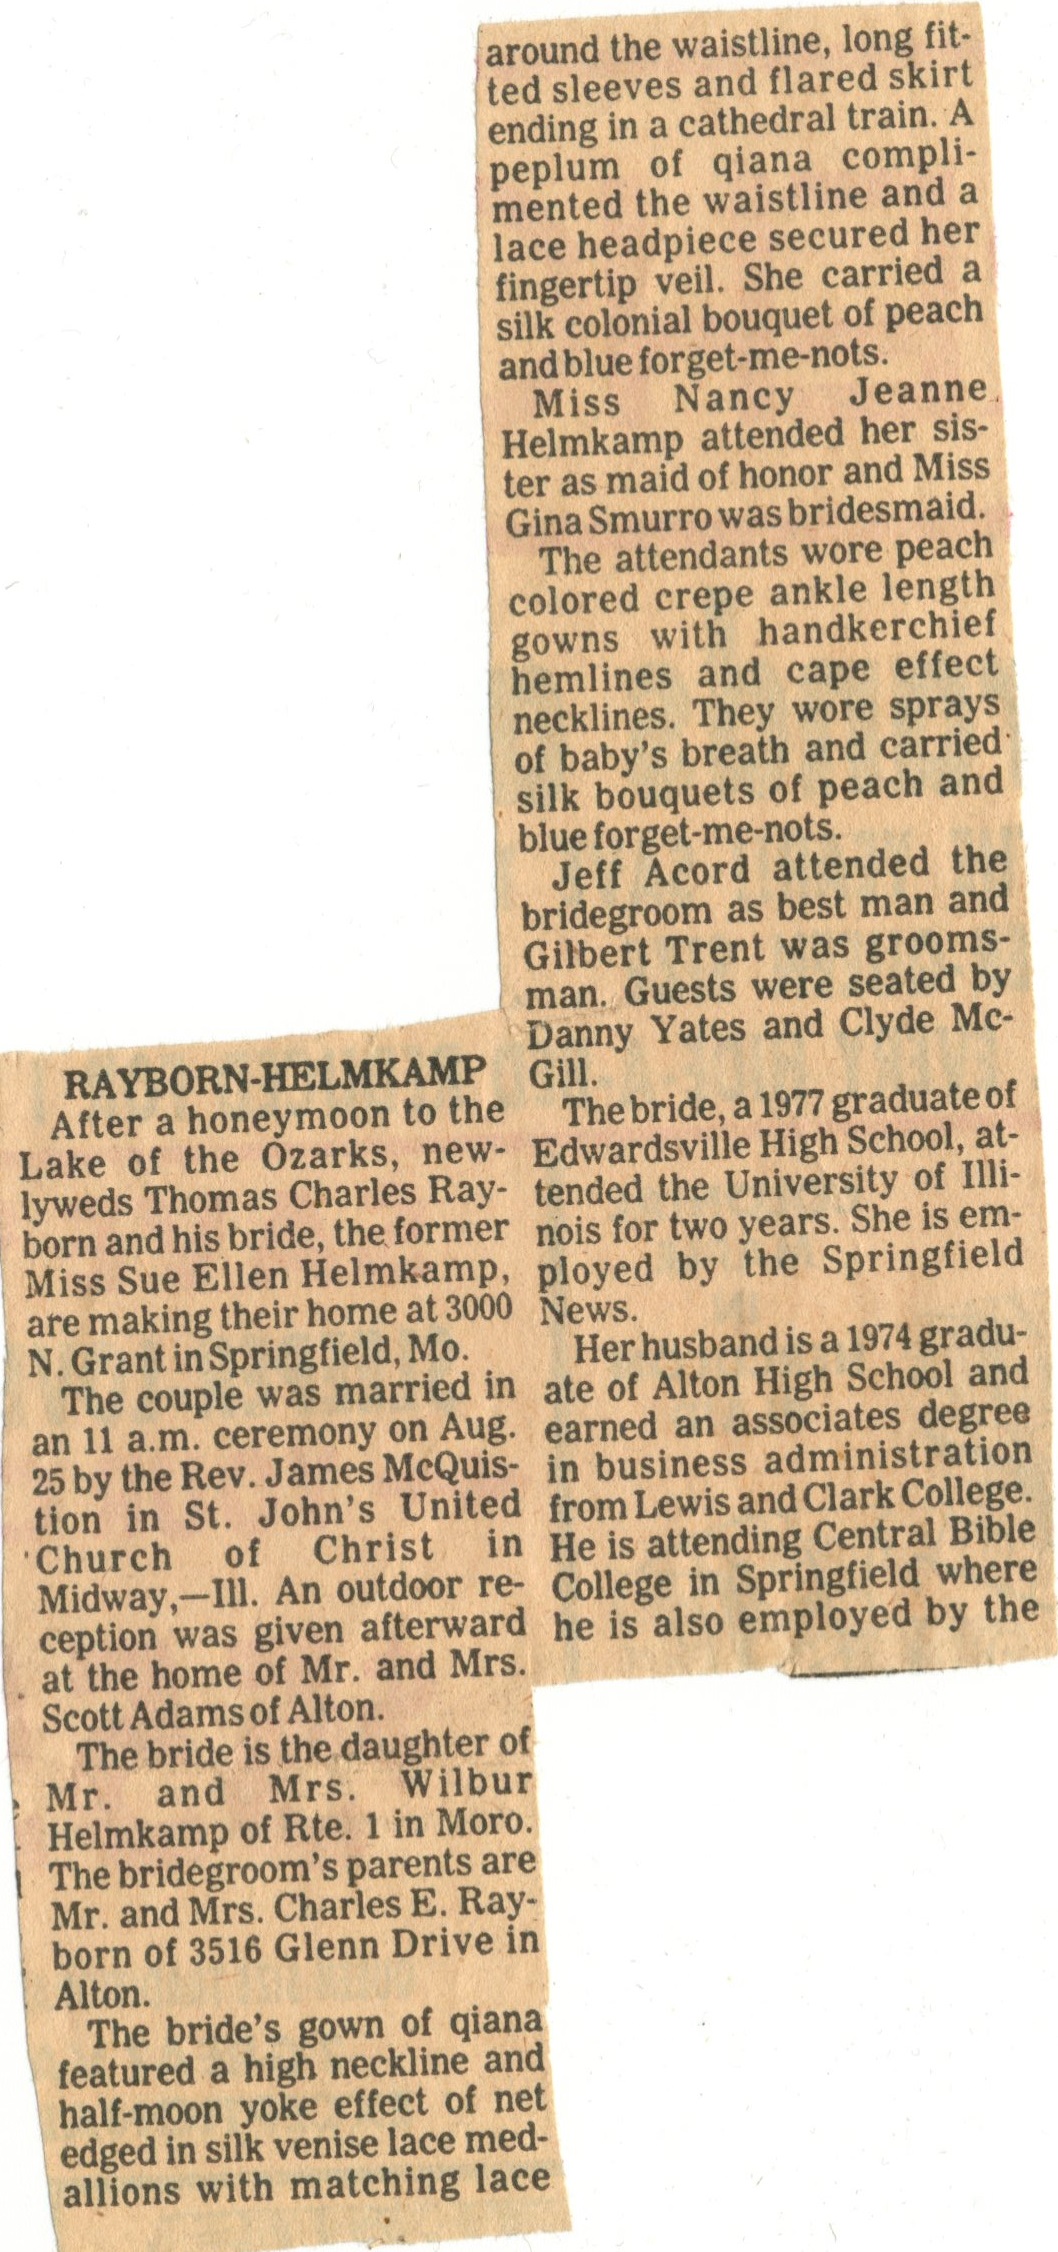 RAYBORN-HELMKAMP
After a honeymoon to the
Lake of the Ozarks, new-
lyweds Thomas Charles Ray-
born and his bride, the former
Miss Sue Ellen Helmkamp,
are making their home at 3000
N. Grant in Springfield, Mo.
The couple was married in
an 11 a.m. ceremony on Aug.
25 by the Rev. James McQuis-
tion in St. John's United
Church of Christ in
Midway,—Ill. An outdoor re-
ception was given afterward
at the home of Mr. and Mrs.
Scott Adams of Alton.
The bride is the daughter of
Mr. and Mrs. Wilbur
Helmkamp of Rte. 1 in Moro.
The bridegroom's parents are
Mr. and Mrs. Charles E. Ray-
born of 3516 Glenn Drive in
Alton.
The bride's gown of qiana
featured a high neckline and
half-moon yoke effect of net
edged in silk venise lace med-
allions with matching lace
around the waistline, long fit-
ted sleeves and flared skirt
ending in a cathedral train. A
peplum of qiana compli-
mented the waistline and a
lace headpiece secured her
fingertip veil. She carried a
silk colonial bouquet of peach
and blue forget-me-nots.
Miss Nancy Jeanne
Helmkamp attended her sis-
ter as maid of honor and Miss
Gina Smurro was bridesmaid.
The attendants wore peach
colored crepe ankle length
gowns with handkerchief
hemlines and cape effect
necklines. They wore sprays
of baby's breath and carried
silk bouquets of peach and
blue forget-me-nots.
Jeff Acord attended the
bridegroom as best man and
Gilbert Trent was grooms-
man. Guests were seated by
Danny Yates and Clyde Mc-
Gill.
The bride, a 1977 graduate of
Edwardsville High School, at-
tended the University of Illi-
nois for two years. She is em-
ployed by the Springfield
News.
Her husband is a 1974 gradu-
ate of Alton High School and
earned an associates degree
in business administration
from Lewis and Clark College.
He is attending Central Bible
College in Springfield where
he is also employed by the